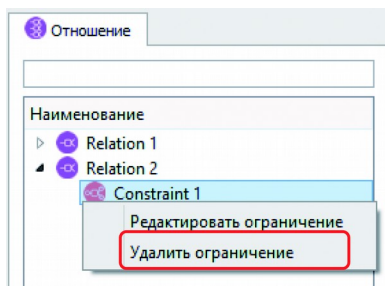 Отношение
Наименование
Relation 1
Relation 2
Constraint 1
Редактировать ограничение
Удалить ограничение